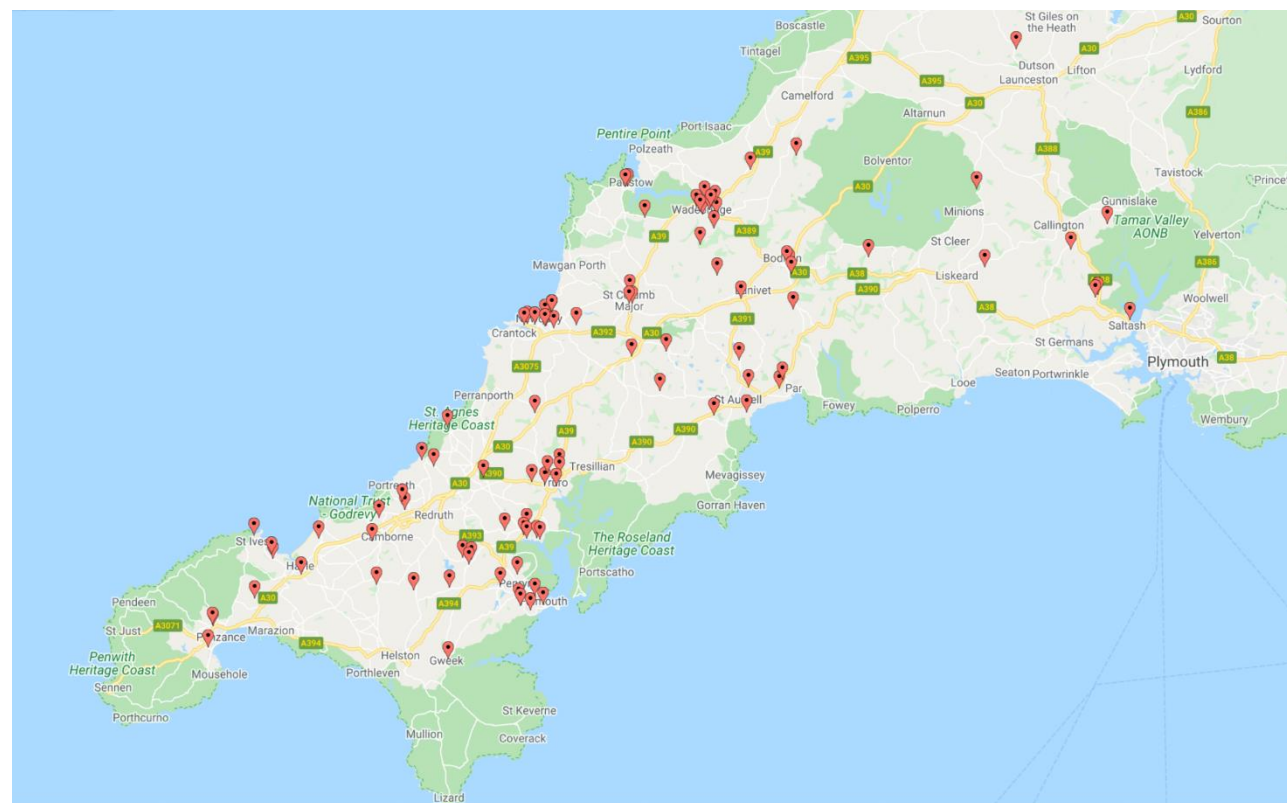 St Giles on
the Heath
Sourton
Boscastle
A30
Tintagel
A395
Dutson
A30
Lifton
Lydford
Launceston
A395
Camelford
Altarnun
A30
A386
Port Isaac
Pentire Point
Polzeath
A39
A388
Bolventor
Tavistock
Padstow
A30
Gunnislake
Wadebridge
Minions
Callington
Tamar Valley
AONB
A39
A389
St Cleer
Yelverton
Bodmin
Mawgan Porth
A30
A38
Liskeard
A386
A390
St Columb
Major
Lanivet
Woolwell
A38
Saltash
Crantock
A392
A30
A391
St Germans
Plymouth
A38
A3075
Seaton
Portwrinkle
Par
Looe
Perranporth
St Austell
Fowey
Polperro
Wembury
St Agnes
Heritage Coast
A39
A390
A30
A390
Tresillian
A390
Mevagissey
Portreath
A30
Truro
National Trust
- Godrevy
Redruth
Gorran Haven
Camborne
A393
The Roseland
Heritage Coast
St Ives
A39
Hayle
Portscatho
Pendeen
A30
A394
St Just
A3071
Penzance
Marazion
A394
Helston
Gweek
Penwith
Heritage Coast
Mousehole
Porthleven
Sennen
Porthcurno
St Keverne
Mullion
Coverack
Lizard